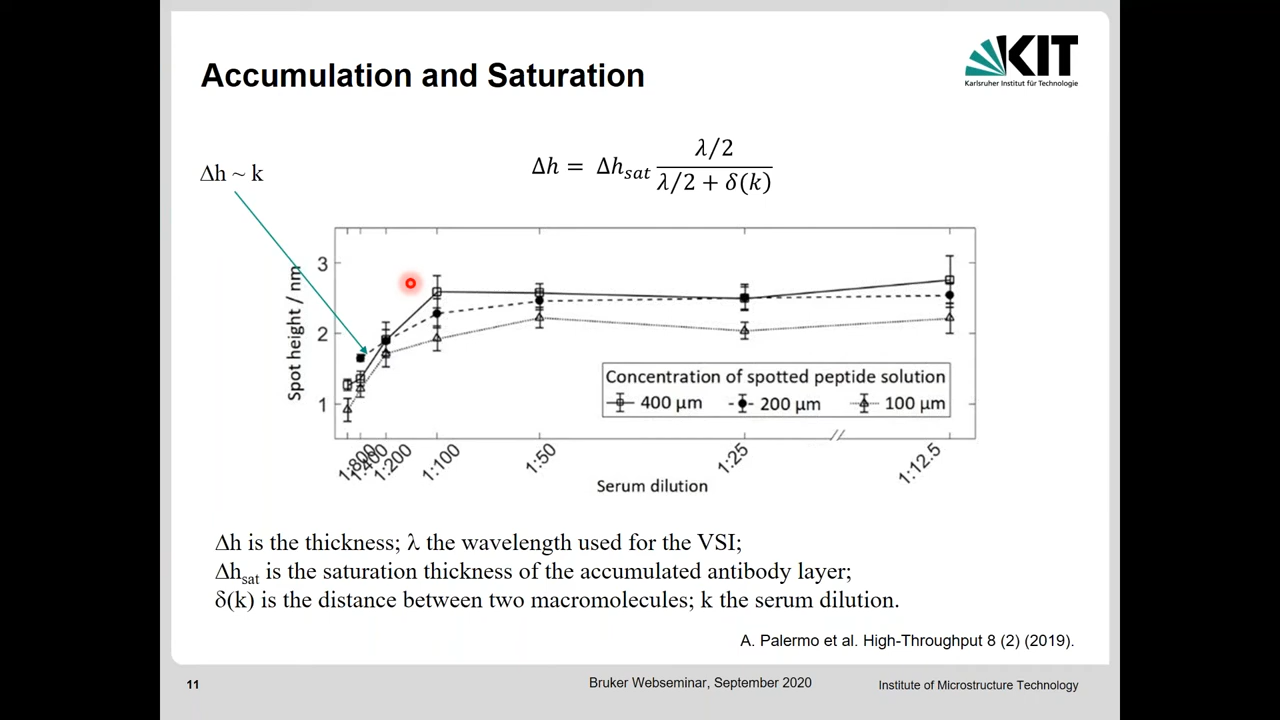 Accumulation and Saturation
KIT
Karlsruher Institut für Technologie
Δh ~ k
Δh = Δh_sat (λ/2) / (λ/2 + δ(k))
Spot height / nm
3
2
1
Concentration of spotted peptide solution
400 µm 200 µm 100 µm
1:800 1:400 1:200 1:100 1:50 1:25 1:12.5
Serum dilution
Δh is the thickness; λ the wavelength used for the VSI;
Δh_sat is the saturation thickness of the accumulated antibody layer;
δ(k) is the distance between two macromolecules; k the serum dilution.
A. Palermo et al. High-Throughput 8 (2) (2019).
11
Bruker Webseminar, September 2020
Institute of Microstructure Technology